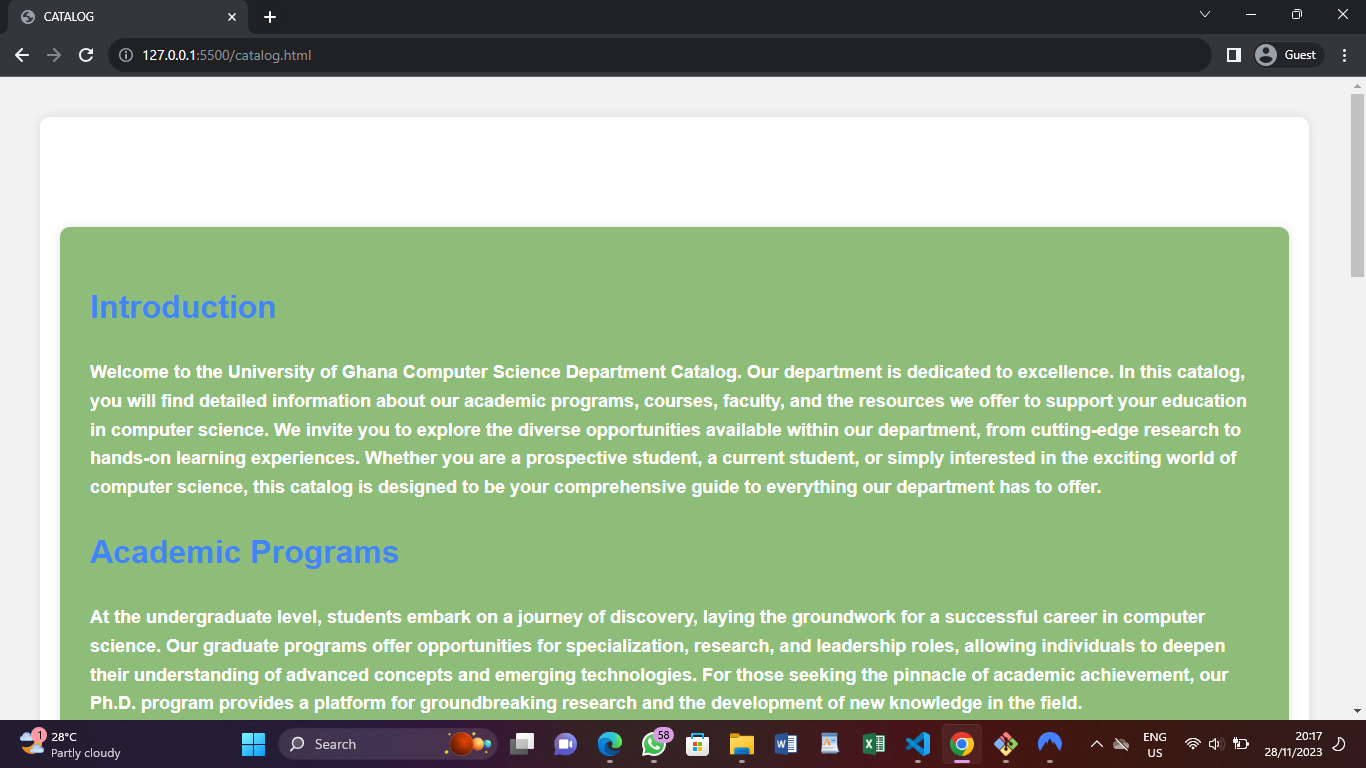 CATALOG
127.0.0.1:5500/catalog.html
Guest
Introduction
Welcome to the University of Ghana Computer Science Department Catalog. Our department is dedicated to excellence. In this catalog,
you will find detailed information about our academic programs, courses, faculty, and the resources we offer to support your education
in computer science. We invite you to explore the diverse opportunities available within our department, from cutting-edge research to
hands-on learning experiences. Whether you are a prospective student, a current student, or simply interested in the exciting world of
computer science, this catalog is designed to be your comprehensive guide to everything our department has to offer.
Academic Programs
At the undergraduate level, students embark on a journey of discovery, laying the groundwork for a successful career in computer
science. Our graduate programs offer opportunities for specialization, research, and leadership roles, allowing individuals to deepen
their understanding of advanced concepts and emerging technologies. For those seeking the pinnacle of academic achievement, our
Ph.D. program provides a platform for groundbreaking research and the development of new knowledge in the field.
1
28°C
Partly cloudy
Search
58
ENG
US
20:17
28/11/2023